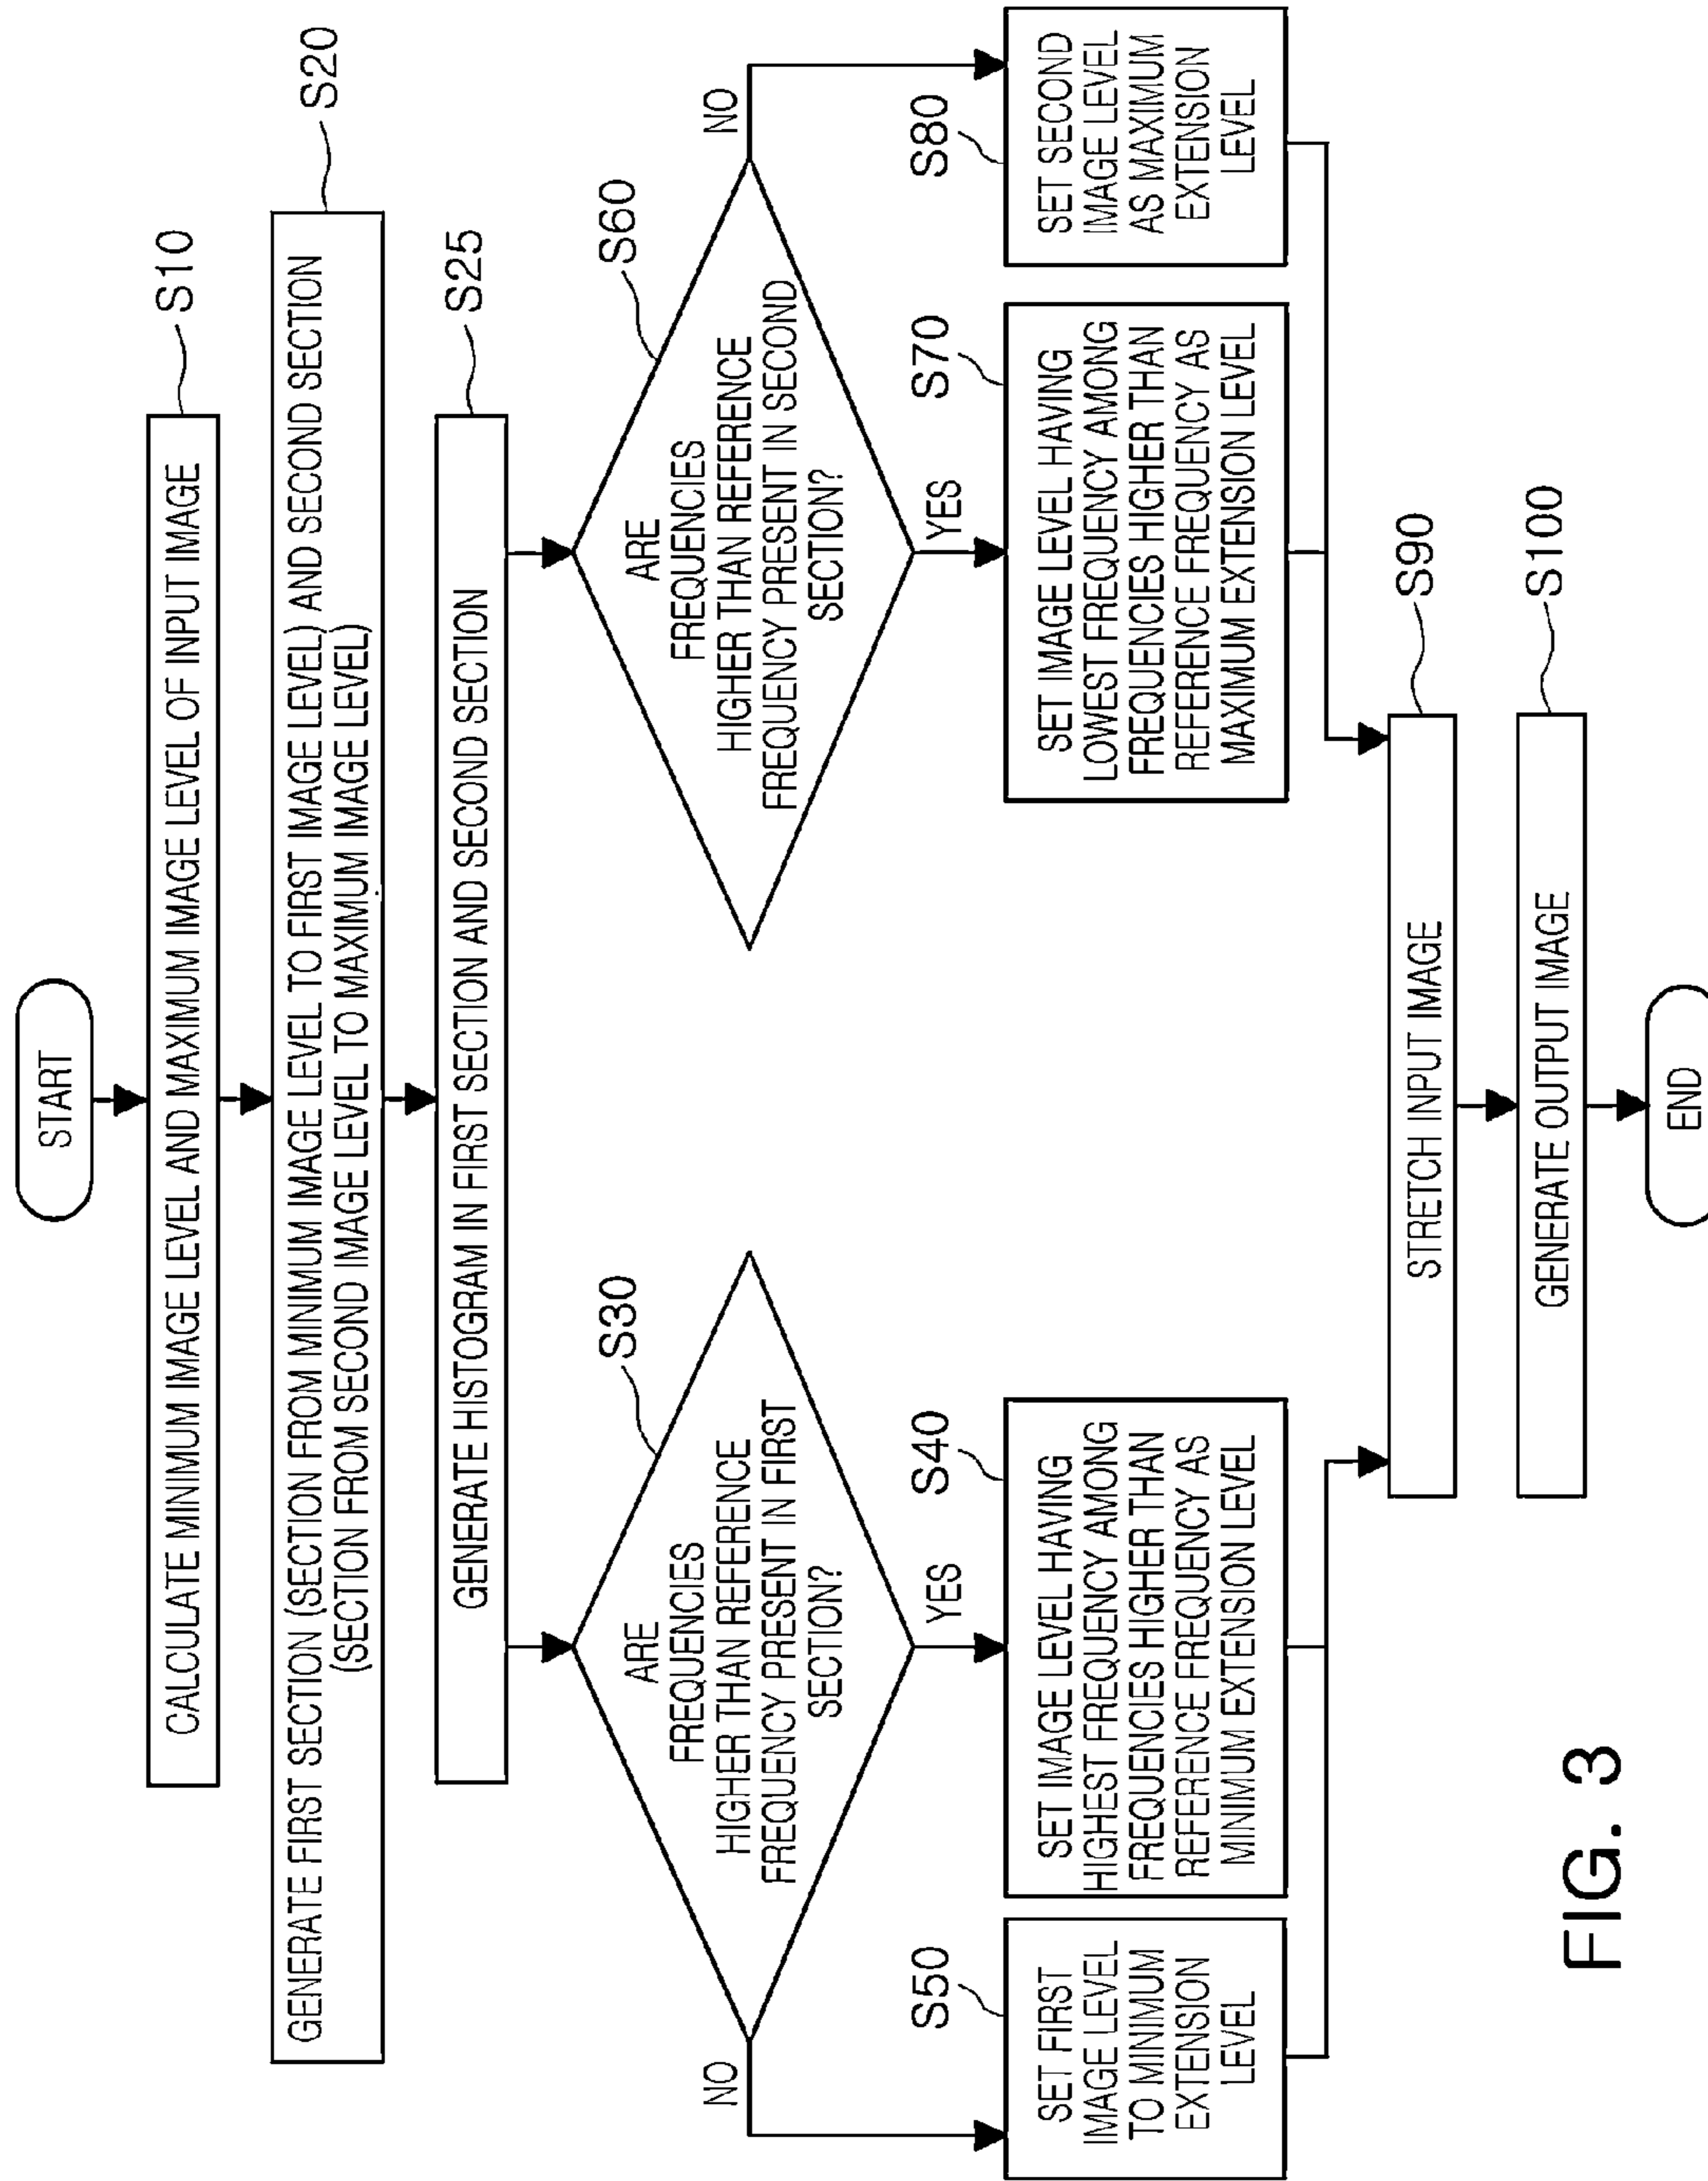 START
S10
CALCULATE MINIMUM IMAGE LEVEL AND MAXIMUM IMAGE LEVEL OF INPUT IMAGE
S20
GENERATE FIRST SECTION (SECTION FROM MINIMUM IMAGE LEVEL TO FIRST IMAGE LEVEL) AND SECOND SECTION
(SECTION FROM SECOND IMAGE LEVEL TO MAXIMUM IMAGE LEVEL)
S25
GENERATE HISTOGRAM IN FIRST SECTION AND SECOND SECTION
S30
ARE
FREQUENCIES
HIGHER THAN REFERENCE
FREQUENCY PRESENT IN FIRST
SECTION?
NO
YES
S60
ARE
FREQUENCIES
HIGHER THAN REFERENCE
FREQUENCY PRESENT IN SECOND
SECTION?
YES
NO
S50
SET FIRST
IMAGE LEVEL
TO MINIMUM
EXTENSION
LEVEL
S40
SET IMAGE LEVEL HAVING
HIGHEST FREQUENCY AMONG
FREQUENCIES HIGHER THAN
REFERENCE FREQUENCY AS
MINIMUM EXTENSION LEVEL
S70
SET IMAGE LEVEL HAVING
LOWEST FREQUENCY AMONG
FREQUENCIES HIGHER THAN
REFERENCE FREQUENCY AS
MAXIMUM EXTENSION LEVEL
S80
SET SECOND
IMAGE LEVEL
AS MAXIMUM
EXTENSION
LEVEL
S90
STRETCH INPUT IMAGE
S100
GENERATE OUTPUT IMAGE
END
FIG. 3